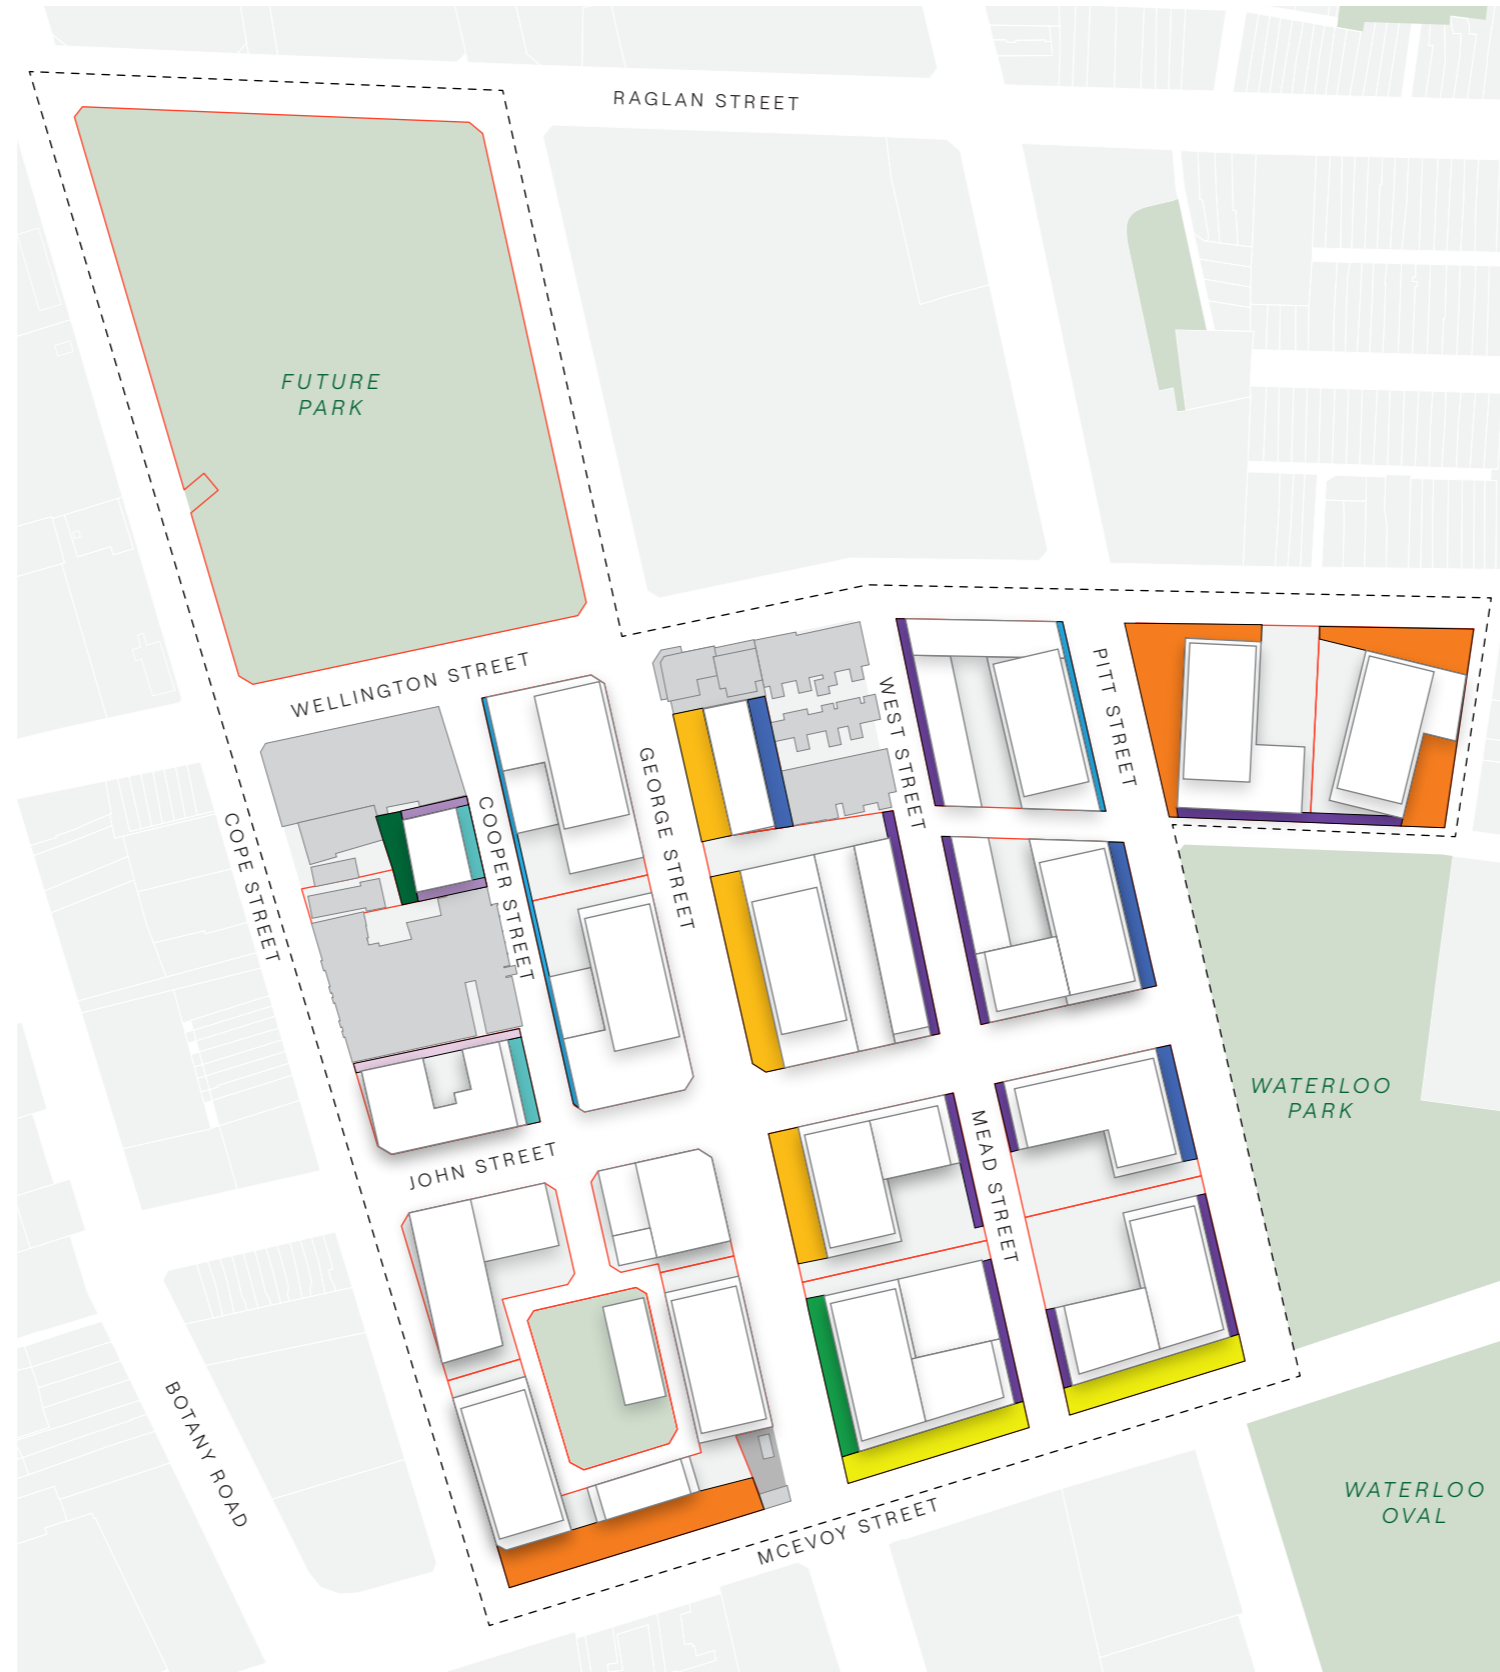 RAGLAN STREET
FUTURE
PARK
WELLINGTON STREET
PITT STREET
WEST STREET
GEORGE STREET
COOPER STREET
COPE STREET
WATERLOO
PARK
MEAD STREET
JOHN STREET
BOTANY ROAD
WATERLOO
OVAL
MCEVOY STREET